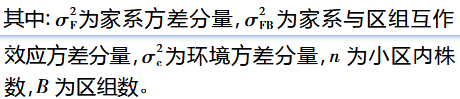 其中: σ²F为家系方差分量, σ²FB为家系与区组互作
效应方差分量, σ²c为环境方差分量, n 为小区内株
数, B 为区组数。